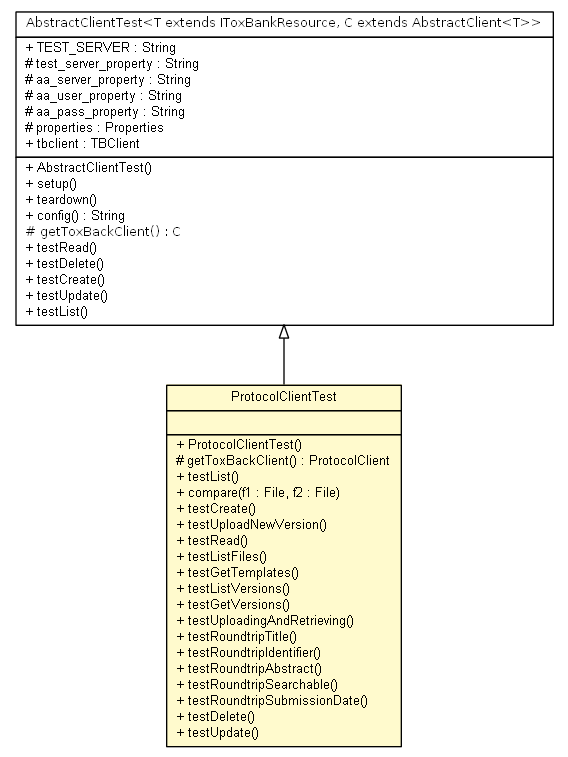 AbstractClientTest<T extends IToxBankResource, C extends AbstractClient<T>>
+ TEST_SERVER : String
# test_server_property : String
# aa_server_property : String
# aa_user_property : String
# aa_pass_property : String
# properties : Properties
+ tbclient : TBClient
+ AbstractClientTest()
+ setup()
+ teardown()
+ config() : String
# getToxBackClient() : C
+ testRead()
+ testDelete()
+ testCreate()
+ testUpdate()
+ testList()
ProtocolClientTest
+ ProtocolClientTest()
# getToxBackClient() : ProtocolClient
+ testList()
+ compare(f1 : File, f2 : File)
+ testCreate()
+ testUploadNewVersion()
+ testRead()
+ testListFiles()
+ testGetTemplates()
+ testListVersions()
+ testGetVersions()
+ testUploadingAndRetrieving()
+ testRoundtripTitle()
+ testRoundtripIdentifier()
+ testRoundtripAbstract()
+ testRoundtripSearchable()
+ testRoundtripSubmissionDate()
+ testDelete()
+ testUpdate()